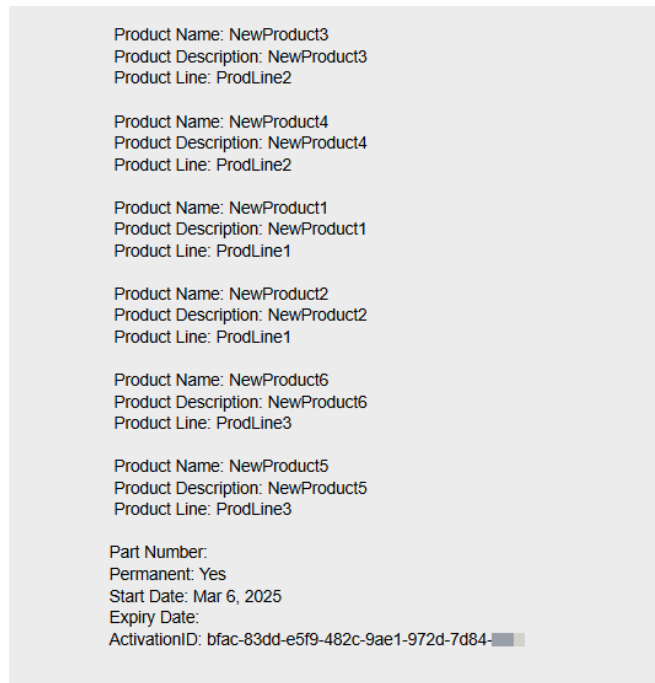 Product Name: NewProduct3
Product Description: NewProduct3
Product Line: ProdLine2
Product Name: NewProduct4
Product Description: NewProduct4
Product Line: ProdLine2
Product Name: NewProduct1
Product Description: NewProduct1
Product Line: ProdLine1
Product Name: NewProduct2
Product Description: NewProduct2
Product Line: ProdLine1
Product Name: NewProduct6
Product Description: NewProduct6
Product Line: ProdLine3
Product Name: NewProduct5
Product Description: NewProduct5
Product Line: ProdLine3
Part Number:
Permanent: Yes
Start Date: Mar 6, 2025
Expiry Date:
ActivationID: bfac-83dd-e5f9-482c-9ae1-972d-7d84-